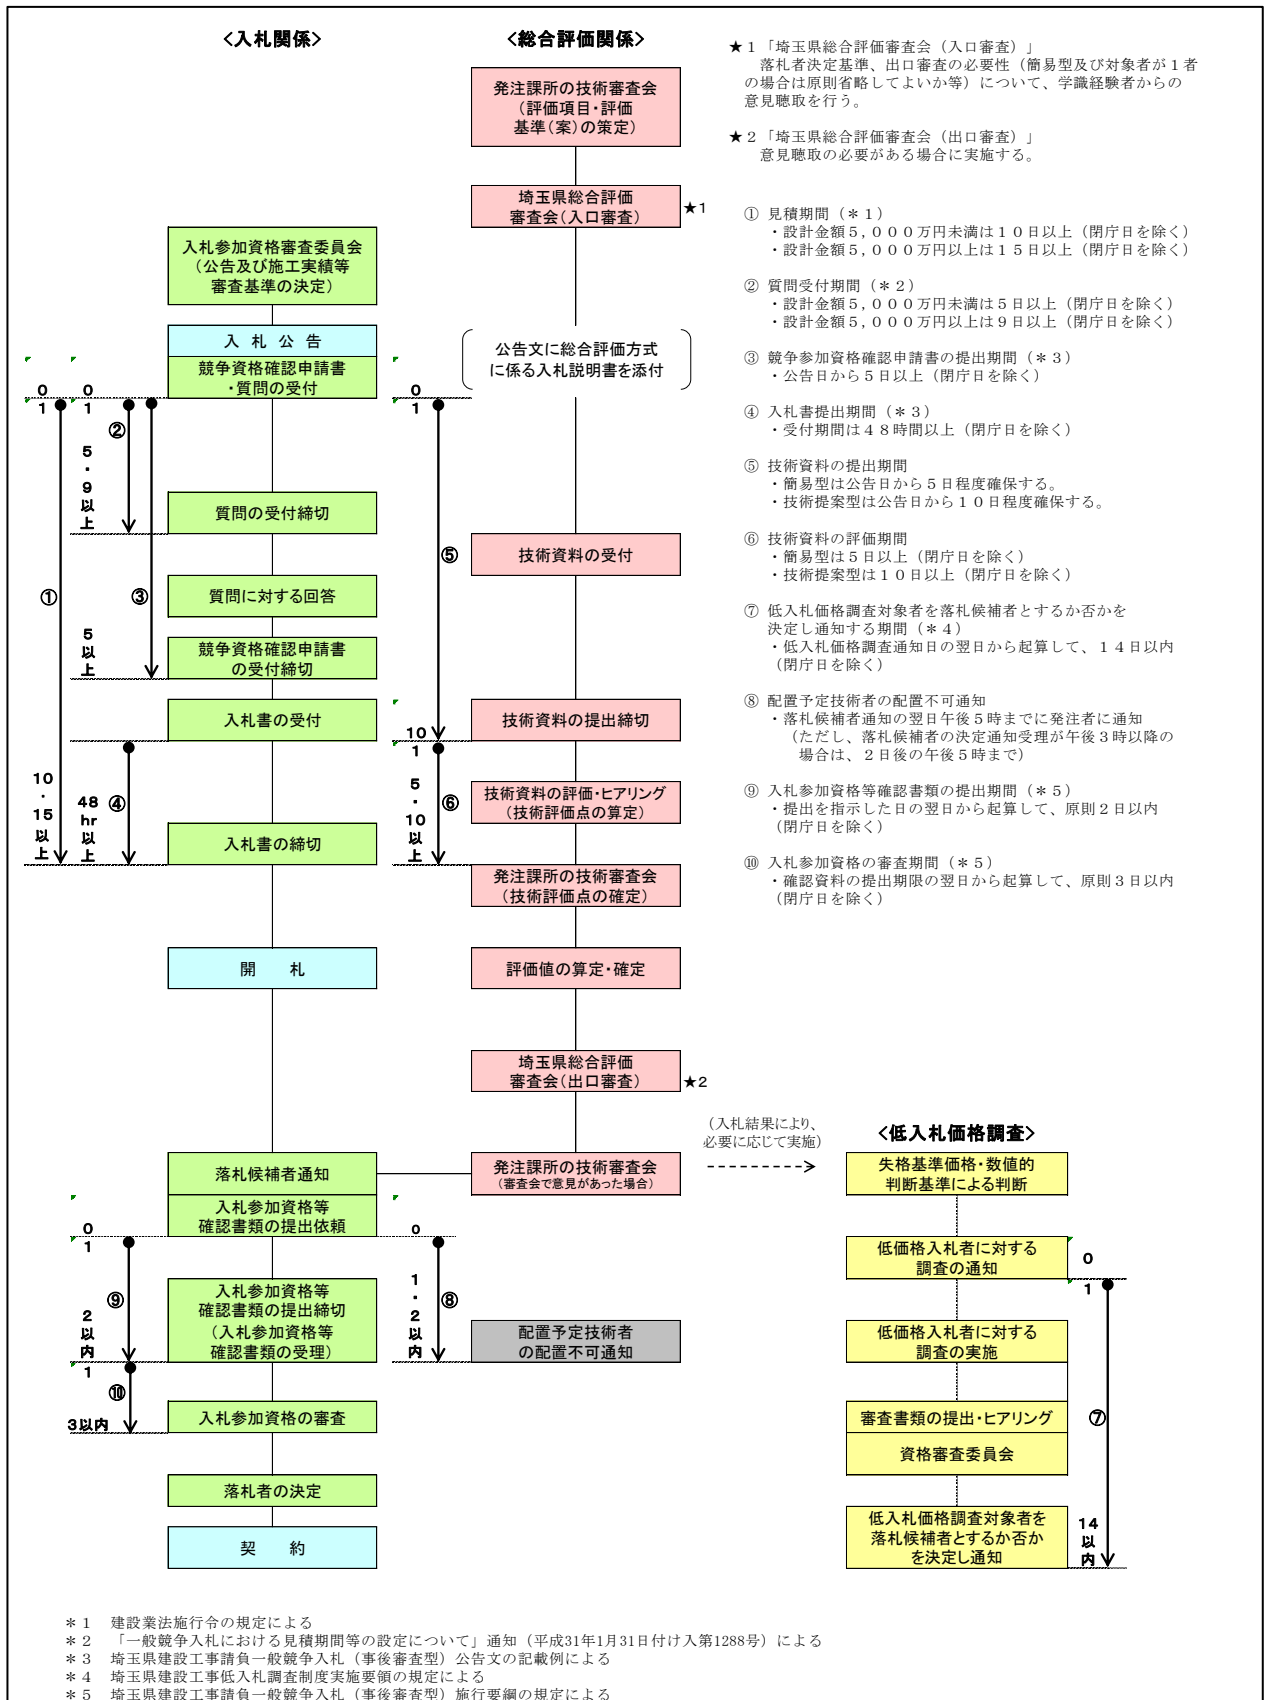 <入札関係>
<総合評価関係>
★１「埼玉県総合評価審査会（入口審査）」
落札者決定基準、出口審査の必要性（簡易型及び対象者が１者
の場合は原則省略してよいか等）について、学識経験者からの
意見聴取を行う。
★２「埼玉県総合評価審査会（出口審査）」
意見聴取の必要がある場合に実施する。
発注課所の技術審査会
（評価項目・評価
基準（案）の策定）
埼玉県総合評価
審査会（入口審査）
★1
入札参加資格審査委員会
（公告及び施工実績等
審査基準の決定）
入 札 公 告
競争資格確認申請書
・質問の受付
公告文に総合評価方式
に係る入札説明書を添付
0
0
0
1
1
1
②
5
・
9
以
上
質問の受付締切
⑤
技術資料の受付
①
③
質問に対する回答
5
以
上
競争資格確認申請書
の受付締切
入札書の受付
技術資料の提出締切
10
1
10
・
15
以
上
48
hr
以
上
④
5
・
10
以
上
⑥
技術資料の評価・ヒアリング
（技術評価点の算定）
入札書の締切
発注課所の技術審査会
（技術評価点の確定）
開　札
評価値の算定・確定
埼玉県総合評価
審査会（出口審査）
★2
① 見積期間（＊１）
・設計金額５，０００万円未満は１０日以上（閉庁日を除く）
・設計金額５，０００万円以上は１５日以上（閉庁日を除く）
② 質問受付期間（＊２）
・設計金額５，０００万円未満は５日以上（閉庁日を除く）
・設計金額５，０００万円以上は９日以上（閉庁日を除く）
③ 競争参加資格確認申請書の提出期間（＊３）
・公告日から５日以上（閉庁日を除く）
④ 入札書提出期間（＊３）
・受付期間は４８時間以上（閉庁日を除く）
⑤ 技術資料の提出期間
・簡易型は公告日から５日程度確保する。
・技術提案型は公告日から１０日程度確保する。
⑥ 技術資料の評価期間
・簡易型は５日以上（閉庁日を除く）
・技術提案型は１０日以上（閉庁日を除く）
⑦ 低入札価格調査対象者を落札候補者とするか否かを
決定し通知する期間（＊４）
・低入札価格調査通知日の翌日から起算して、１４日以内
（閉庁日を除く）
⑧ 配置予定技術者の配置不可通知
・落札候補者通知の翌日午後５時までに発注者に通知
（ただし、落札候補者の決定通知受理が午後３時以降の
場合は、２日後の午後５時まで）
⑨ 入札参加資格等確認書類の提出期間（＊５）
・提出を指示した日の翌日から起算して、原則２日以内
（閉庁日を除く）
⑩ 入札参加資格の審査期間（＊５）
・確認資料の提出期限の翌日から起算して、原則３日以内
（閉庁日を除く）
（入札結果により、
必要に応じて実施）
<低入札価格調査>
落札候補者通知
発注課所の技術審査会
（審査会で意見があった場合）
失格基準価格・数値的
判断基準による判断
入札参加資格等
確認書類の提出依頼
0
1
0
低価格入札者に対する
調査の通知
0
1
⑨
2
以
内
入札参加資格等
確認書類の提出締切
（入札参加資格等
確認書類の受理）
1
・
2
以
内
⑧
配置予定技術者
の配置不可通知
低価格入札者に対する
調査の実施
1
⑩
3以内
入札参加資格の審査
審査書類の提出・ヒアリング
⑦
資格審査委員会
落札者の決定
低入札価格調査対象者を
落札候補者とするか否か
を決定し通知
14
以
内
契　約
＊１　建設業法施行令の規定による
＊２　「一般競争入札における見積期間等の設定について」通知（平成31年1月31日付け入第1288号）による
＊３　埼玉県建設工事請負一般競争入札（事後審査型）公告文の記載例による
＊４　埼玉県建設工事低入札調査制度実施要領の規定による
＊５　埼玉県建設工事請負一般競争入札（事後審査型）施行要綱の規定による